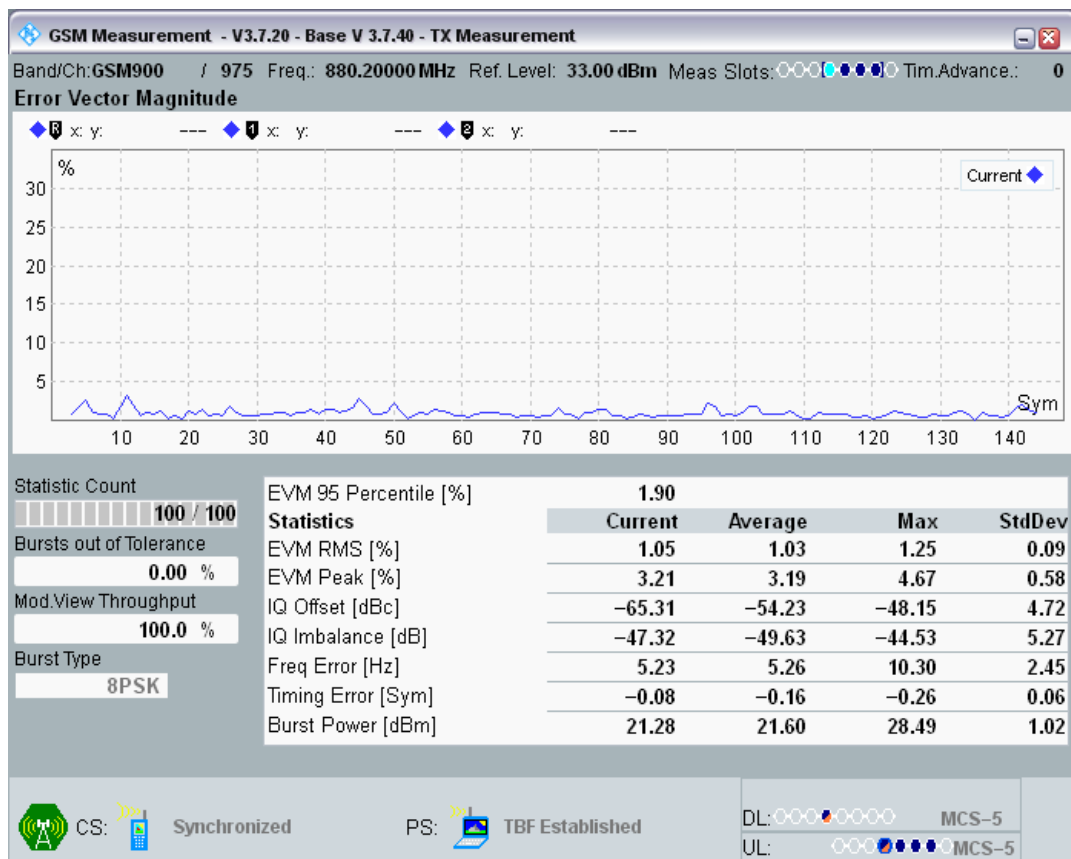 GSM Measurement - V3.7.20 - Base V 3.7.40 - TX Measurement
Band/Ch:GSM900 / 975 Freq.: 880.20000 MHz Ref. Level: 33.00 dBm Meas Slots: Tim.Advance.: 0
Error Vector Magnitude
R x: y: --- 1 x: y: --- 2 x: y: ---
%
Current
30
25
20
15
10
5
Sym
10 20 30 40 50 60 70 80 90 100 110 120 130 140
Statistic Count
100 / 100
Bursts out of Tolerance
0.00 %
Mod.View Throughput
100.0 %
Burst Type
8PSK
EVM 95 Percentile [%] 1.90
Statistics Current Average Max StdDev
EVM RMS [%] 1.05 1.03 1.25 0.09
EVM Peak [%] 3.21 3.19 4.67 0.58
IQ Offset [dBc] −65.31 −54.23 −48.15 4.72
IQ Imbalance [dB] −47.32 −49.63 −44.53 5.27
Freq Error [Hz] 5.23 5.26 10.30 2.45
Timing Error [Sym] −0.08 −0.16 −0.26 0.06
Burst Power [dBm] 21.28 21.60 28.49 1.02
CS: Synchronized PS: TBF Established
DL: MCS−5
UL: MCS−5